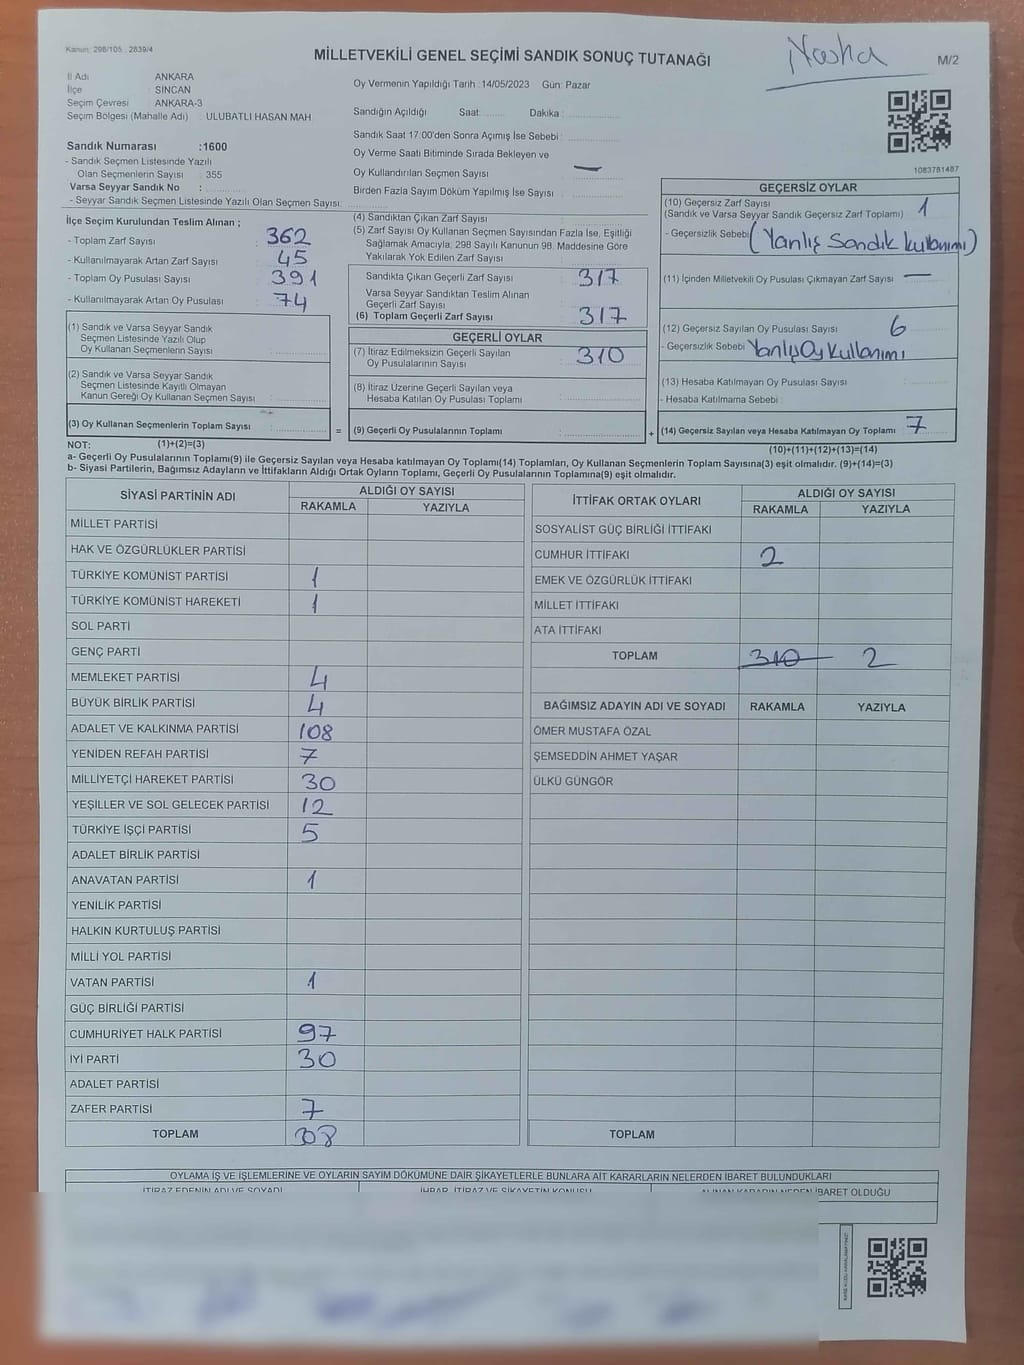 Kanun: 298/105 : 2839/4
MİLLETVEKİLİ GENEL SEÇİMİ SANDIK SONUÇ TUTANAĞI
M/2
İl Adı : ANKARA
İlçe : SİNCAN
Seçim Çevresi : ANKARA-3
Seçim Bölgesi (Mahalle Adı) : ULUBATLI HASAN MAH
Sandık Numarası :1600
- Sandık Seçmen Listesinde Yazılı
Olan Seçmenlerin Sayısı : 355
Varsa Seyyar Sandık No :
- Seyyar Sandık Seçmen Listesinde Yazılı Olan Seçmen Sayısı:
Oy Vermenin Yapıldığı Tarih :14/05/2023 Gün: Pazar
Sandığın Açıldığı Saat: Dakika :
Sandık Saat 17.00'den Sonra Açımış İse Sebebi :
Oy Verme Saati Bitiminde Sırada Bekleyen ve
Oy Kullandırılan Seçmen Sayısı : —
Birden Fazla Sayım Döküm Yapılmış İse Sayısı :
1083781487
İlçe Seçim Kurulundan Teslim Alınan ;
- Toplam Zarf Sayısı : 362
- Kullanılmayarak Artan Zarf Sayısı : 45
- Toplam Oy Pusulası Sayısı : 391
- Kullanılmayarak Artan Oy Pusulası : 74
(1) Sandık ve Varsa Seyyar Sandık
Seçmen Listesinde Yazılı Olup
Oy Kullanan Seçmenlerin Sayısı :
(2) Sandık ve Varsa Seyyar Sandık
Seçmen Listesinde Kayıtlı Olmayan
Kanun Gereği Oy Kullanan Seçmen Sayısı :
(3) Oy Kullanan Seçmenlerin Toplam Sayısı : =
(4) Sandıktan Çıkan Zarf Sayısı :
(5) Zarf Sayısı Oy Kullanan Seçmen Sayısından Fazla İse, Eşitliği
Sağlamak Amacıyla, 298 Sayılı Kanunun 98. Maddesine Göre
Yakılarak Yok Edilen Zarf Sayısı :
Sandıkta Çıkan Geçerli Zarf Sayısı : 317
Varsa Seyyar Sandıktan Teslim Alınan
Geçerli Zarf Sayısı :
(6) Toplam Geçerli Zarf Sayısı : 317
GEÇERLİ OYLAR
(7) İtiraz Edilmeksizin Geçerli Sayılan
Oy Pusulalarının Sayısı : 310
(8) İtiraz Üzerine Geçerli Sayılan veya
Hesaba Katılan Oy Pusulası Toplamı :
(9) Geçerli Oy Pusulalarının Toplamı : +
GEÇERSİZ OYLAR
(10) Geçersiz Zarf Sayısı
(Sandık ve Varsa Seyyar Sandık Geçersiz Zarf Toplamı) : 1
- Geçersizlik Sebebi (Yanlış Sandık kullanımı)
(11) İçinden Milletvekili Oy Pusulası Çıkmayan Zarf Sayısı : —
(12) Geçersiz Sayılan Oy Pusulası Sayısı : 6
- Geçersizlik Sebebi Yanlış Oy Kullanımı
(13) Hesaba Katılmayan Oy Pusulası Sayısı :
- Hesaba Katılmama Sebebi :
(14) Geçersiz Sayılan veya Hesaba Katılmayan Oy Toplamı : 7
NOT: (1)+(2)=(3) (10)+(11)+(12)+(13)=(14)
a- Geçerli Oy Pusulalarının Toplamı(9) ile Geçersiz Sayılan veya Hesaba katılmayan Oy Toplamı(14) Toplamları, Oy Kullanan Seçmenlerin Toplam Sayısına(3) eşit olmalıdır. (9)+(14)=(3)
b- Siyasi Partilerin, Bağımsız Adayların ve İttifakların Aldığı Ortak Oyların Toplamı, Geçerli Oy Pusulalarının Toplamına(9) eşit olmalıdır.
SİYASİ PARTİNİN ADI ALDIĞI OY SAYISI
RAKAMLA YAZIYLA
MİLLET PARTİSİ
HAK VE ÖZGÜRLÜKLER PARTİSİ
TÜRKİYE KOMÜNİST PARTİSİ 1
TÜRKİYE KOMÜNİST HAREKETİ 1
SOL PARTİ
GENÇ PARTİ
MEMLEKET PARTİSİ 4
BÜYÜK BİRLİK PARTİSİ 4
ADALET VE KALKINMA PARTİSİ 108
YENİDEN REFAH PARTİSİ 7
MİLLİYETÇİ HAREKET PARTİSİ 30
YEŞİLLER VE SOL GELECEK PARTİSİ 12
TÜRKİYE İŞÇİ PARTİSİ 5
ADALET BİRLİK PARTİSİ
ANAVATAN PARTİSİ 1
YENİLİK PARTİSİ
HALKIN KURTULUŞ PARTİSİ
MİLLİ YOL PARTİSİ
VATAN PARTİSİ 1
GÜÇ BİRLİĞİ PARTİSİ
CUMHURİYET HALK PARTİSİ 97
İYİ PARTİ 30
ADALET PARTİSİ
ZAFER PARTİSİ 7
TOPLAM 308
İTTİFAK ORTAK OYLARI ALDIĞI OY SAYISI
RAKAMLA YAZIYLA
SOSYALİST GÜÇ BİRLİĞİ İTTİFAKI
CUMHUR İTTİFAKI 2
EMEK VE ÖZGÜRLÜK İTTİFAKI
MİLLET İTTİFAKI
ATA İTTİFAKI
TOPLAM 310 2
BAĞIMSIZ ADAYIN ADI VE SOYADI RAKAMLA YAZIYLA
ÖMER MUSTAFA ÖZAL
ŞEMSEDDİN AHMET YAŞAR
ÜLKÜ GÜNGÖR
TOPLAM
OYLAMA İŞ VE İŞLEMLERİNE VE OYLARIN SAYIM DÖKÜMÜNE DAİR ŞİKAYETLERLE BUNLARA AİT KARARLARIN NELERDEN İBARET BULUNDUKLARI
İTİRAZ EDENİN ADI VE SOYADI İHBAR, İTİRAZ VE ŞİKAYETİN KONUSU ALINAN KARARIN NEDEN İBARET OLDUĞU